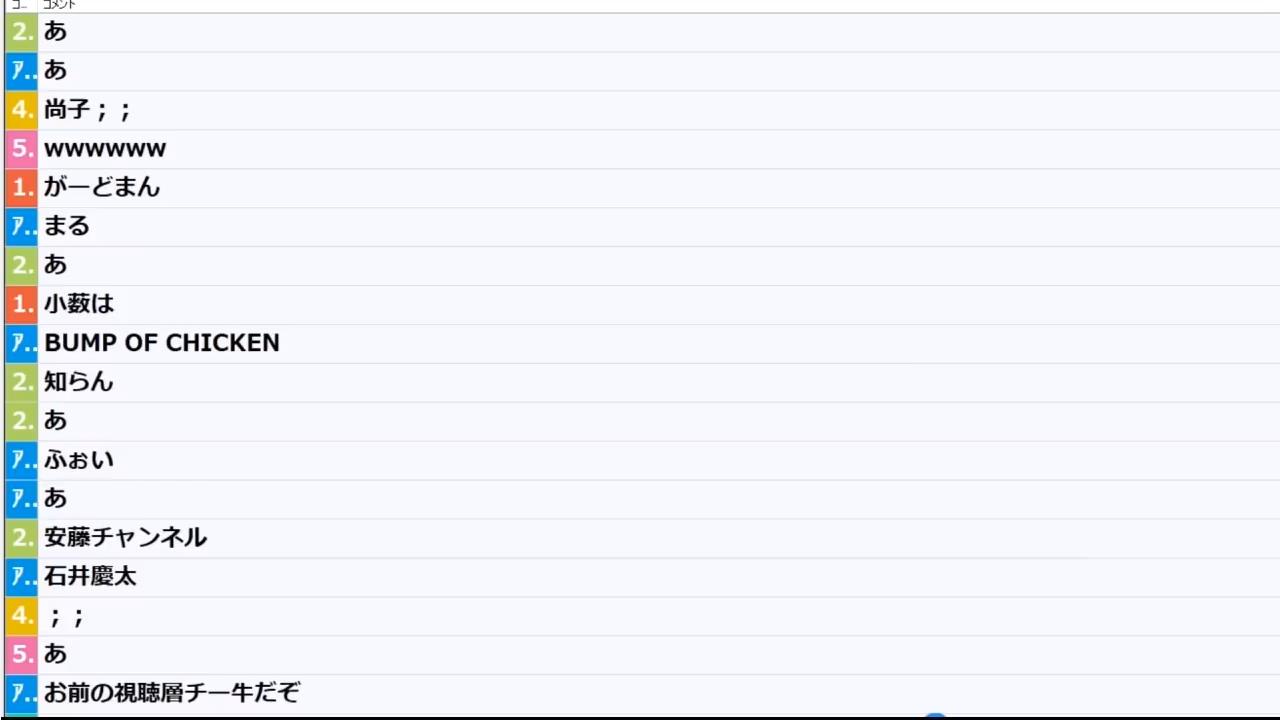 コ... コメント
2. あ
ｱ.. あ
4. 尚子；；
5. wwwwww
1. がーどまん
ｱ.. まる
2. あ
1. 小薮は
ｱ.. BUMP OF CHICKEN
2. 知らん
2. あ
ｱ.. ふぉい
ｱ.. あ
2. 安藤チャンネル
ｱ.. 石井慶太
4. ；；
5. あ
ｱ.. お前の視聴層チー牛だぞ